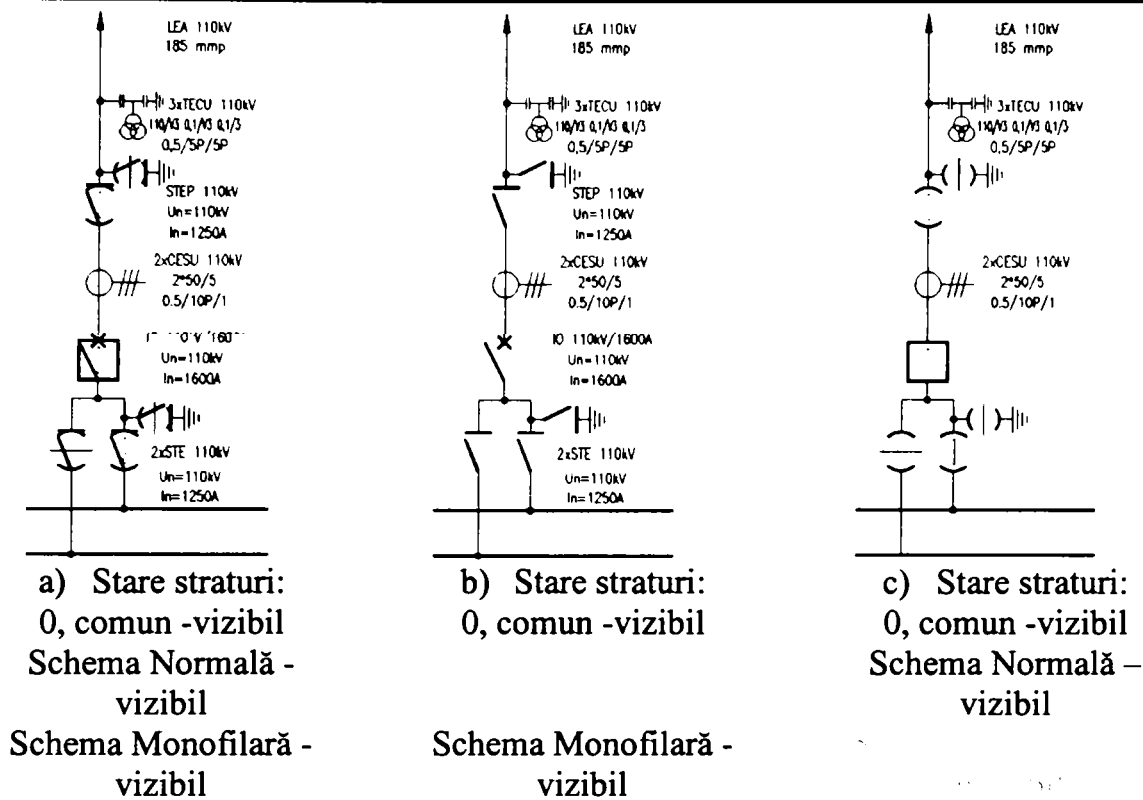 LEA 110kV
185 mmp
3xTECU 110kV
110/√3 0,1/√3 0,1/3
0,5/5P/5P
STEP 110kV
Un=110kV
In=1250A
2xCESU 110kV
2*50/5
0.5/10P/1
Un=110kV
In=1600A
2xSTE 110kV
Un=110kV
In=1250A
a) Stare straturi:
0, comun -vizibil
Schema Normală -
vizibil
Schema Monofilară -
vizibil
LEA 110kV
185 mmp
3xTECU 110kV
110/√3 0,1/√3 0,1/3
0,5/5P/5P
STEP 110kV
Un=110kV
In=1250A
2xCESU 110kV
2*50/5
0.5/10P/1
IO 110kV/1600A
Un=110kV
In=1600A
2xSTE 110kV
Un=110kV
In=1250A
b) Stare straturi:
0, comun -vizibil
Schema Monofilară -
vizibil
LEA 110kV
185 mmp
3xTECU 110kV
110/√3 0,1/√3 0,1/3
0,5/5P/5P
2xCESU 110kV
2*50/5
0.5/10P/1
c) Stare straturi:
0, comun -vizibil
Schema Normală –
vizibil